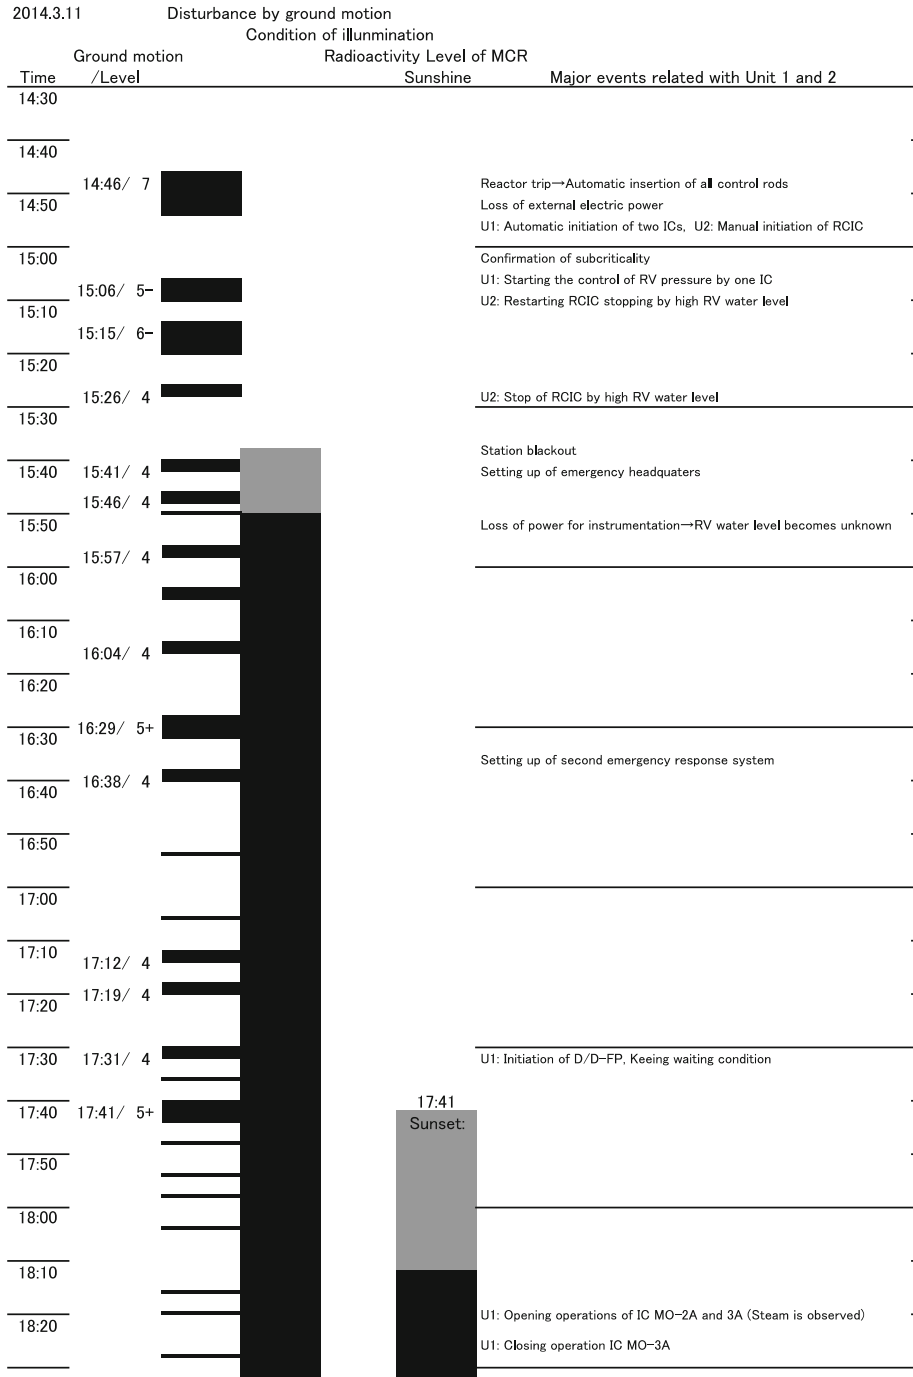 2014.3.11 Disturbance by ground motion
Condition of illunmination
Ground motion Radioactivity Level of MCR
Time /Level Sunshine Major events related with Unit 1 and 2
14:30
14:40
14:46/ 7 Reactor trip→Automatic insertion of all control rods
14:50 Loss of external electric power
U1: Automatic initiation of two ICs, U2: Manual initiation of RCIC
15:00 Confirmation of subcriticality
U1: Starting the control of RV pressure by one IC
15:06/ 5-
U2: Restarting RCIC stopping by high RV water level
15:10
15:15/ 6-
15:20
15:26/ 4 U2: Stop of RCIC by high RV water level
15:30
Station blackout
15:40 15:41/ 4 Setting up of emergency headquaters
15:46/ 4
15:50 Loss of power for instrumentation→RV water level becomes unknown
15:57/ 4
16:00
16:10
16:04/ 4
16:20
16:29/ 5+
16:30
Setting up of second emergency response system
16:38/ 4
16:40
16:50
17:00
17:10
17:12/ 4
17:19/ 4
17:20
17:30 17:31/ 4 U1: Initiation of D/D-FP, Keeing waiting condition
17:41
17:40 17:41/ 5+
Sunset:
17:50
18:00
18:10
U1: Opening operations of IC MO-2A and 3A (Steam is observed)
18:20
U1: Closing operation IC MO-3A